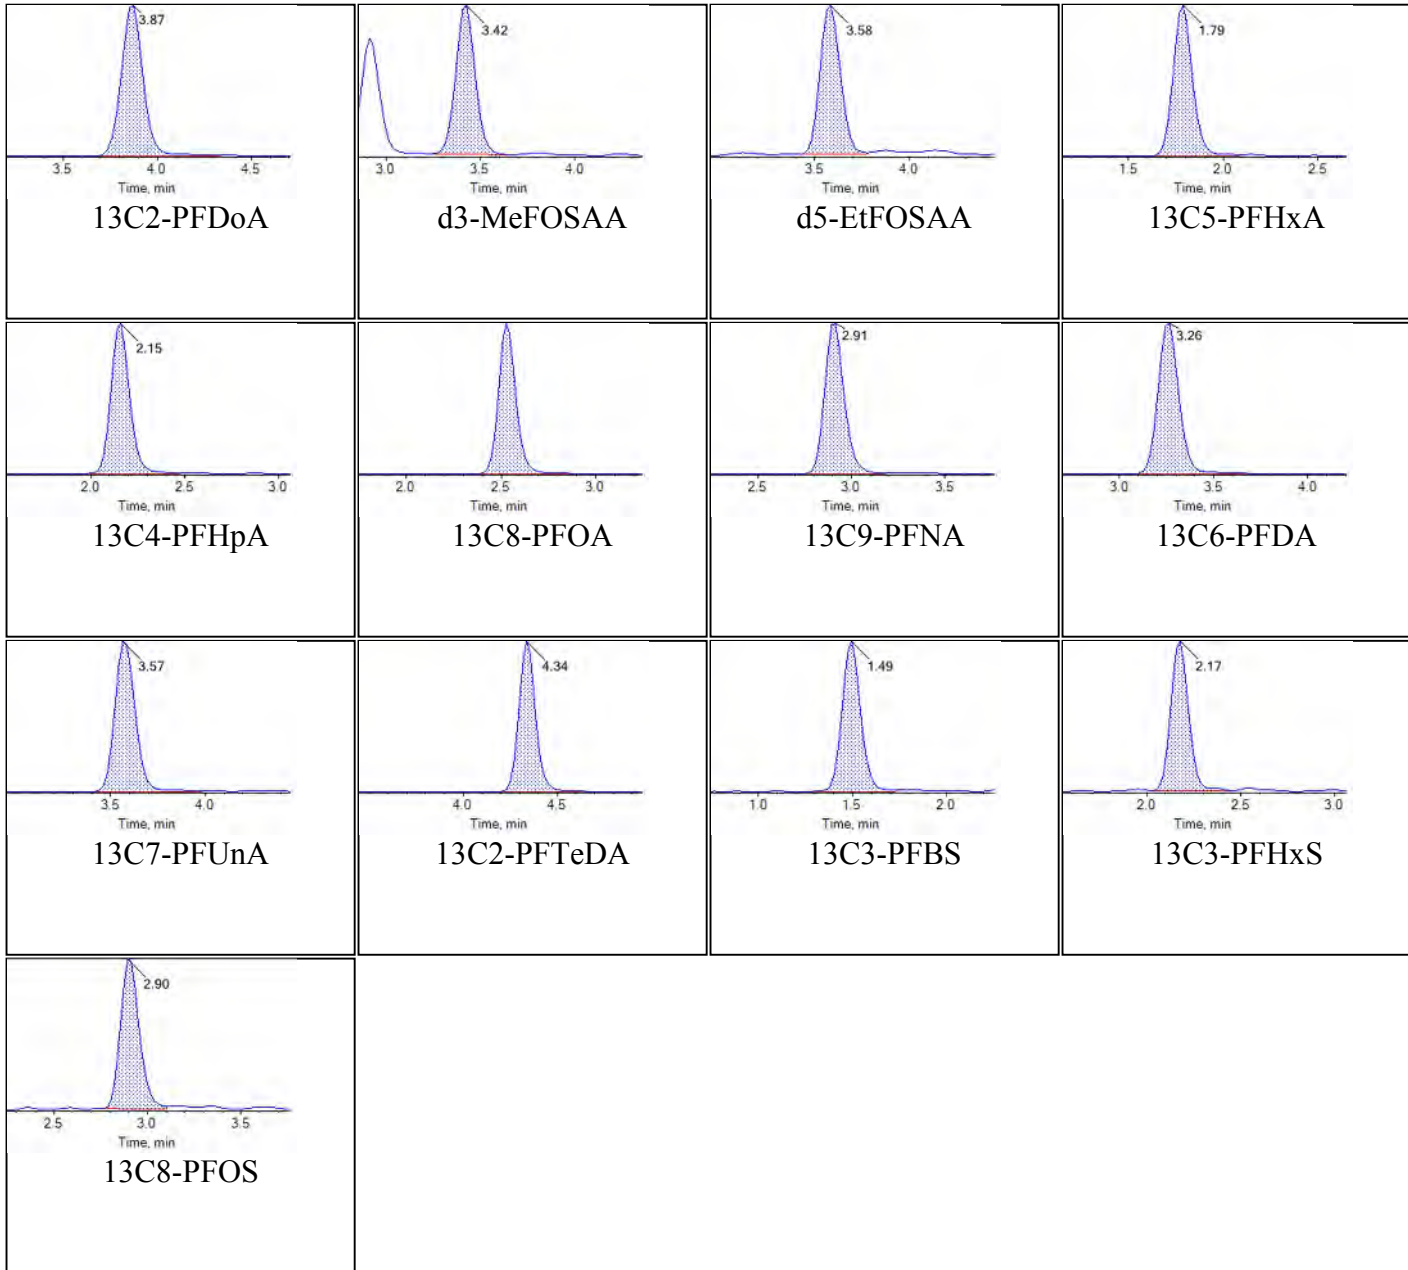 3.87
3.5 4.0 4.5
Time, min
13C2-PFDoA
3.42
3.0 3.5 4.0
Time, min
d3-MeFOSAA
3.58
3.5 4.0
Time, min
d5-EtFOSAA
1.79
1.5 2.0 2.5
Time, min
13C5-PFHxA
2.15
2.0 2.5 3.0
Time, min
13C4-PFHpA
2.0 2.5 3.0
Time, min
13C8-PFOA
2.91
2.5 3.0 3.5
Time, min
13C9-PFNA
3.26
3.0 3.5 4.0
Time, min
13C6-PFDA
3.57
3.5 4.0
Time, min
13C7-PFUnA
4.34
4.0 4.5
Time, min
13C2-PFTeDA
1.49
1.0 1.5 2.0
Time, min
13C3-PFBS
2.17
2.0 2.5 3.0
Time, min
13C3-PFHxS
2.90
2.5 3.0 3.5
Time, min
13C8-PFOS